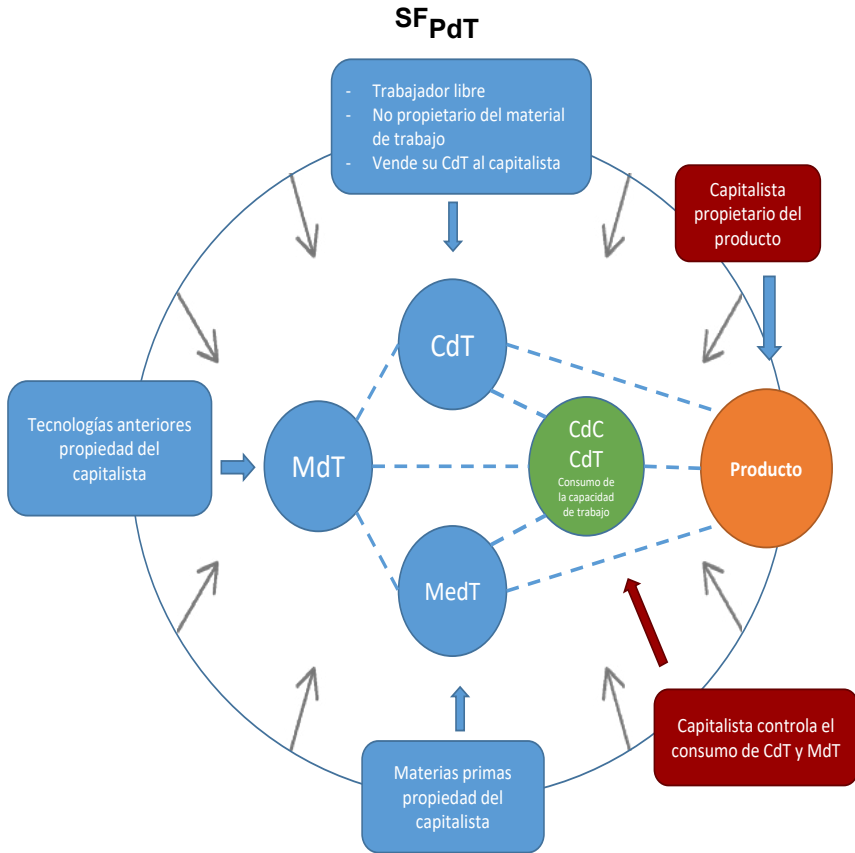 SFPdT
- Trabajador libre
- No propietario del material
de trabajo
- Vende su CdT al capitalista
Capitalista
propietario del
producto
CdT
Tecnologías anteriores
propiedad del
capitalista
MdT
CdC
CdT
Consumo de
la capacidad
de trabajo
Producto
MedT
Materias primas
propiedad del
capitalista
Capitalista controla el
consumo de CdT y MdT